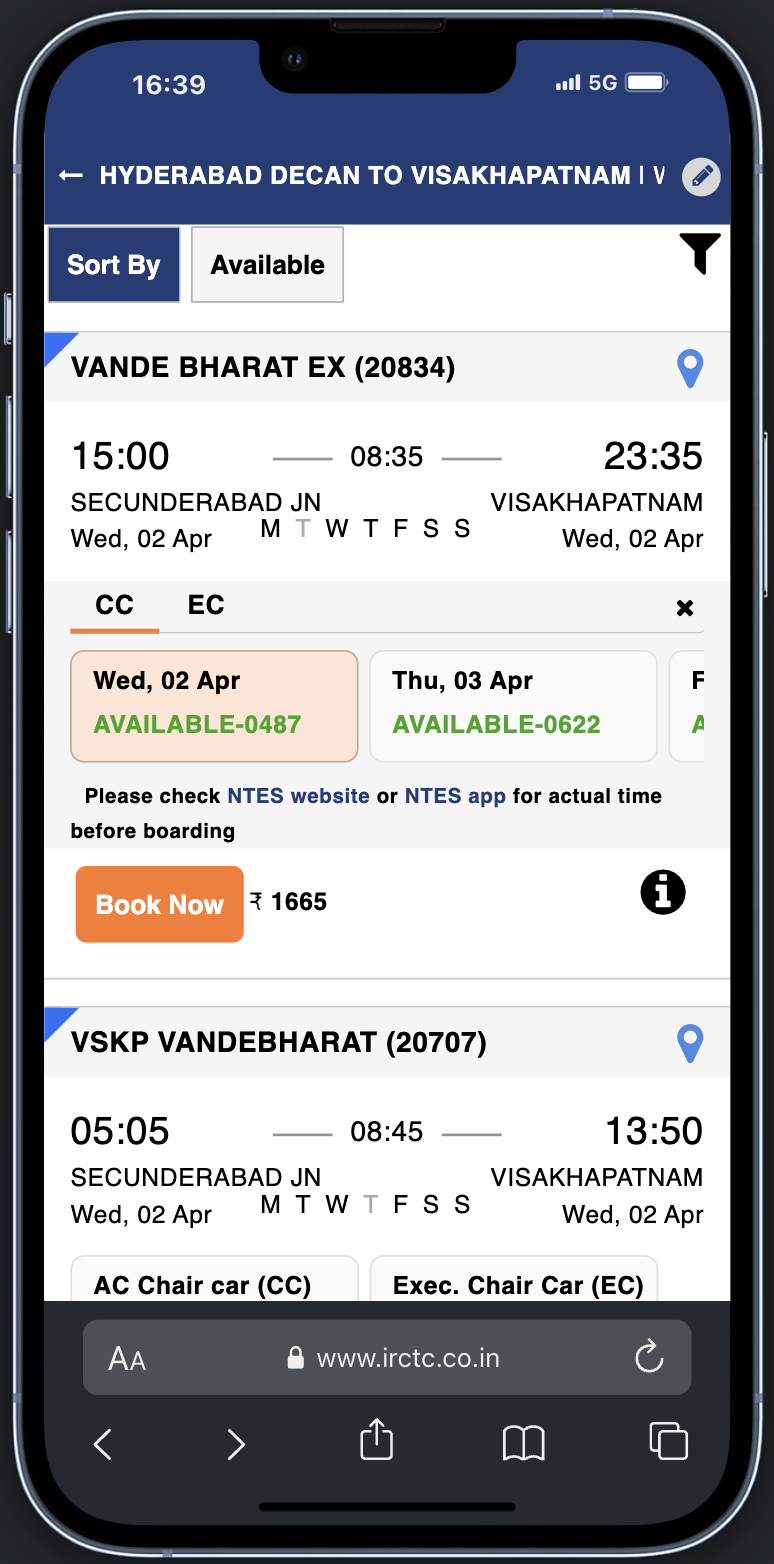 16:39 5G
HYDERABAD DECAN TO VISAKHAPATNAM |
Sort By Available
VANDE BHARAT EX (20834)
15:00 08:35 23:35
SECUNDERABAD JN VISAKHAPATNAM
Wed, 02 Apr M T W T F S S Wed, 02 Apr
CC EC
Wed, 02 Apr Thu, 03 Apr F
AVAILABLE-0487 AVAILABLE-0622 A
Please check NTES website or NTES app for actual time
before boarding
Book Now ₹ 1665
VSKP VANDEBHARAT (20707)
05:05 08:45 13:50
SECUNDERABAD JN VISAKHAPATNAM
Wed, 02 Apr M T W T F S S Wed, 02 Apr
AC Chair car (CC) Exec. Chair Car (EC)
AA www.irctc.co.in